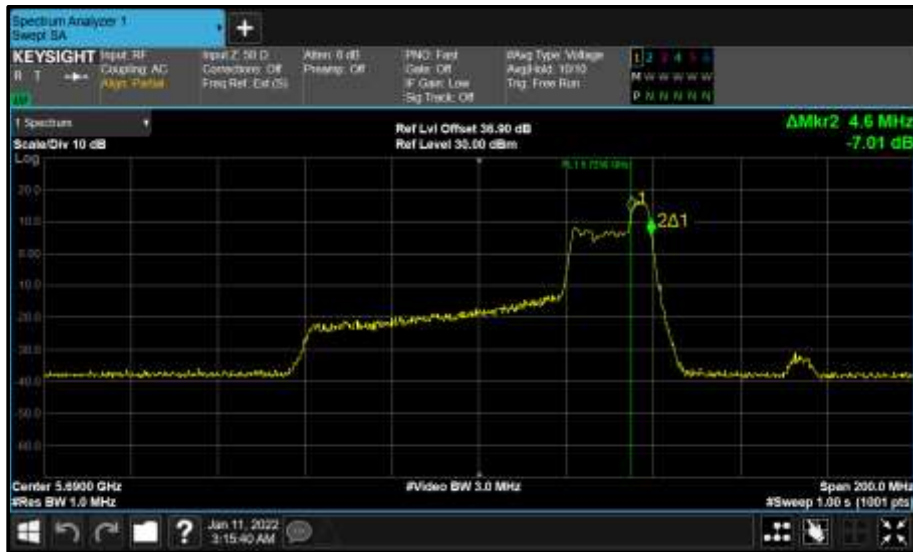 Spectrum Analyzer 1
Swept SA
+
KEYSIGHT Input: RF
R T Coupling: AC
Align: Partial
Input Z: 50 Ω
Corrections: Off
Freq Ref: Ext (S)
Atten: 0 dB
Preamp: Off
PNO: Fast
Gate: Off
IF Gain: Low
Sig Track: Off
#Avg Type: Voltage
Avg|Hold: 10/10
Trig: Free Run
1 2 3 4 5 6
M W W W W W
P N N N N N
1 Spectrum
Scale/Div 10 dB
Ref Lvl Offset 36.90 dB
Ref Level 30.00 dBm
ΔMkr2 4.6 MHz
-7.01 dB
Log
20.0
10.0
0.00
-10.0
-20.0
-30.0
-40.0
-50.0
-60.0
1
2Δ1
Center 5.6900 GHz
#Res BW 1.0 MHz
#Video BW 3.0 MHz
Span 200.0 MHz
#Sweep 1.00 s (1001 pts)
?
Jan 11, 2022
3:15:40 AM